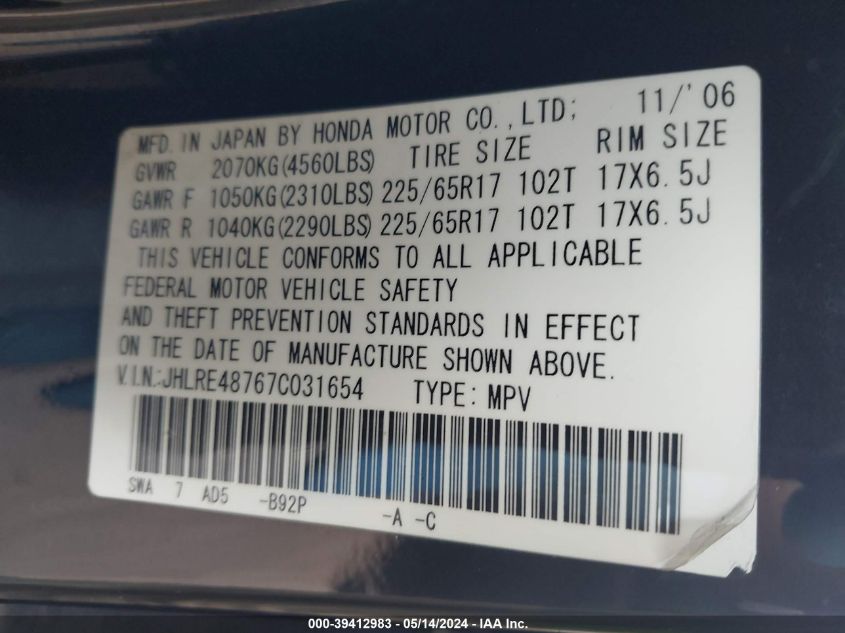 MFD. IN JAPAN BY HONDA MOTOR CO., LTD; 11/'06
GVWR 2070KG(4560LBS) TIRE SIZE RIM SIZE
GAWR F 1050KG(2310LBS) 225/65R17 102T 17X6.5J
GAWR R 1040KG(2290LBS) 225/65R17 102T 17X6.5J
THIS VEHICLE CONFORMS TO ALL APPLICABLE
FEDERAL MOTOR VEHICLE SAFETY
AND THEFT PREVENTION STANDARDS IN EFFECT
ON THE DATE OF MANUFACTURE SHOWN ABOVE.
V.I.N.:JHLRE48767C031654 TYPE: MPV
SWA 7 AD5 -B92P -A -C
000-39412983 - 05/14/2024 - IAA Inc.